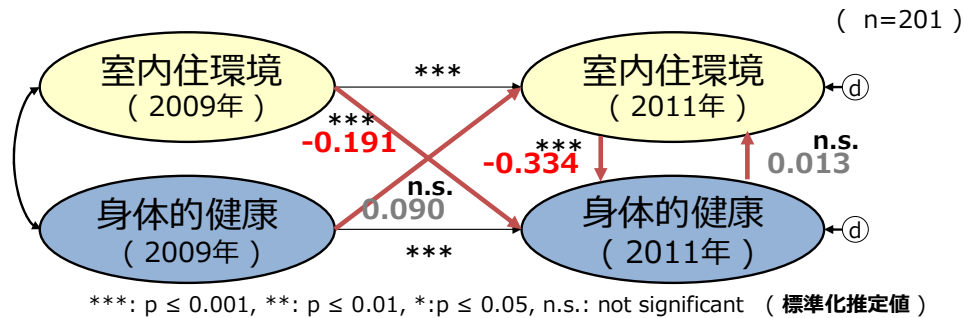 ( n=201 )
室内住環境
( 2009年 )
***
室内住環境
( 2011年 )
d
***
-0.191
***
-0.334
n.s.
0.013
n.s.
0.090
身体的健康
( 2009年 )
***
身体的健康
( 2011年 )
d
***: p ≤ 0.001, **: p ≤ 0.01, *:p ≤ 0.05, n.s.: not significant ( 標準化推定値 )